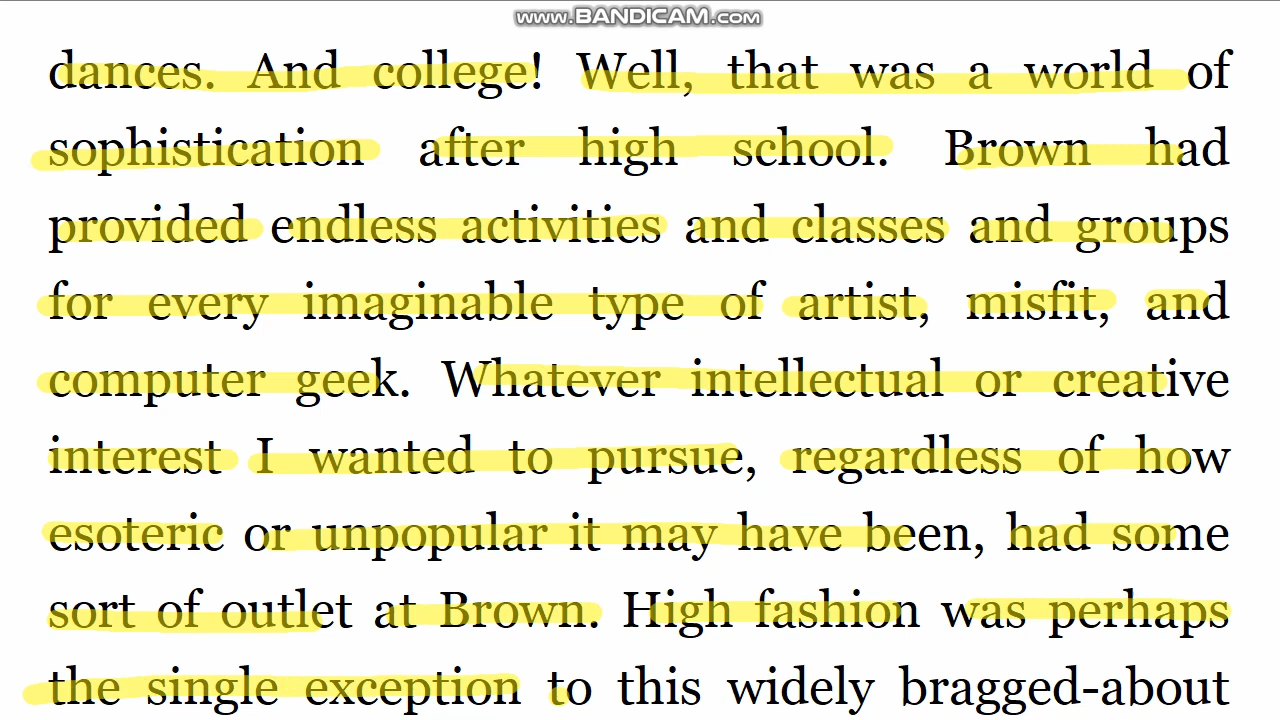 www.BANDICAM.com
dances. And college! Well, that was a world of
sophistication after high school. Brown had
provided endless activities and classes and groups
for every imaginable type of artist, misfit, and
computer geek. Whatever intellectual or creative
interest I wanted to pursue, regardless of how
esoteric or unpopular it may have been, had some
sort of outlet at Brown. High fashion was perhaps
the single exception to this widely bragged-about